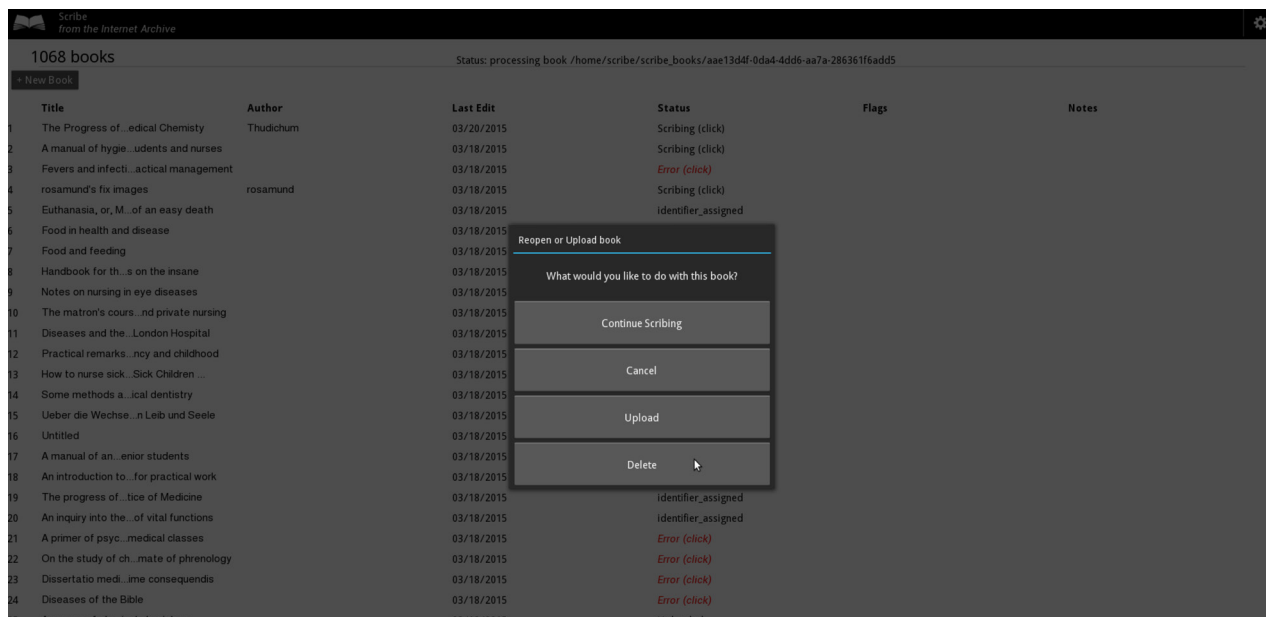 Scribe
from the Internet Archive
1068 books
Status: processing book /home/scribe/scribe_books/aae13d4f-0da4-4dd6-aa7a-286361f6add5
+ New Book
Title Author Last Edit Status Flags Notes
1 The Progress of...edical Chemisty Thudichum 03/20/2015 Scribing (click)
2 A manual of hygie...udents and nurses 03/18/2015 Scribing (click)
3 Fevers and infecti...actical management 03/18/2015 Error (click)
4 rosamund's fix images rosamund 03/18/2015 Scribing (click)
5 Euthanasia, or, M...of an easy death 03/18/2015 identifier_assigned
6 Food in health and disease 03/18/2015
7 Food and feeding 03/18/2015
8 Handbook for th...s on the insane 03/18/2015
9 Notes on nursing in eye diseases 03/18/2015
10 The matron's cours...nd private nursing 03/18/2015
11 Diseases and the...London Hospital 03/18/2015
12 Practical remarks...ncy and childhood 03/18/2015
13 How to nurse sick...Sick Children ... 03/18/2015
14 Some methods a...ical dentistry 03/18/2015
15 Ueber die Wechse...n Leib und Seele 03/18/2015
16 Untitled 03/18/2015
17 A manual of an...enior students 03/18/2015
18 An introduction to...for practical work 03/18/2015
19 The progress of...tice of Medicine 03/18/2015 identifier_assigned
20 An inquiry into the...of vital functions 03/18/2015 identifier_assigned
21 A primer of psyc...medical classes 03/18/2015 Error (click)
22 On the study of ch...mate of phrenology 03/18/2015 Error (click)
23 Dissertatio medi...ime consequendis 03/18/2015 Error (click)
24 Diseases of the Bible 03/18/2015 Error (click)
Reopen or Upload book
What would you like to do with this book?
Continue Scribing
Cancel
Upload
Delete